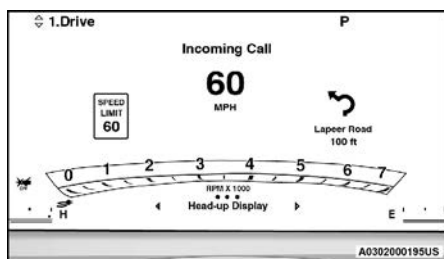 1.Drive P
Incoming Call
60
MPH
SPEED
LIMIT
60
Lapeer Road
100 ft
0 1 2 3 4 5 6 7
RPM X 1000
H Head-up Display E
A0302000195US